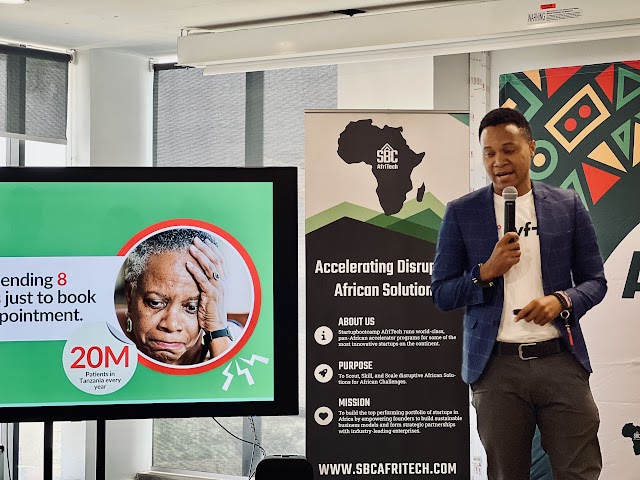 WARNING
ending 8
just to book
pointment.
20M
Patients in
Tanzania every
year
SBC
AfriTech
Accelerating Disrup
African Solution
ABOUT US
Startupbootcamp AfriTech runs world-class,
pan-African accelerator programs for some of the
most innovative startups on the continent.
PURPOSE
To Scout, Skill, and Scale disruptive African Solu-
tions for African Challenges.
MISSION
To build the top performing portfolio of startups in
Africa by empowering founders to build sustainable
business models and form strategic partnerships
with industry-leading enterprises.
WWW.SBCAFRITECH.COM